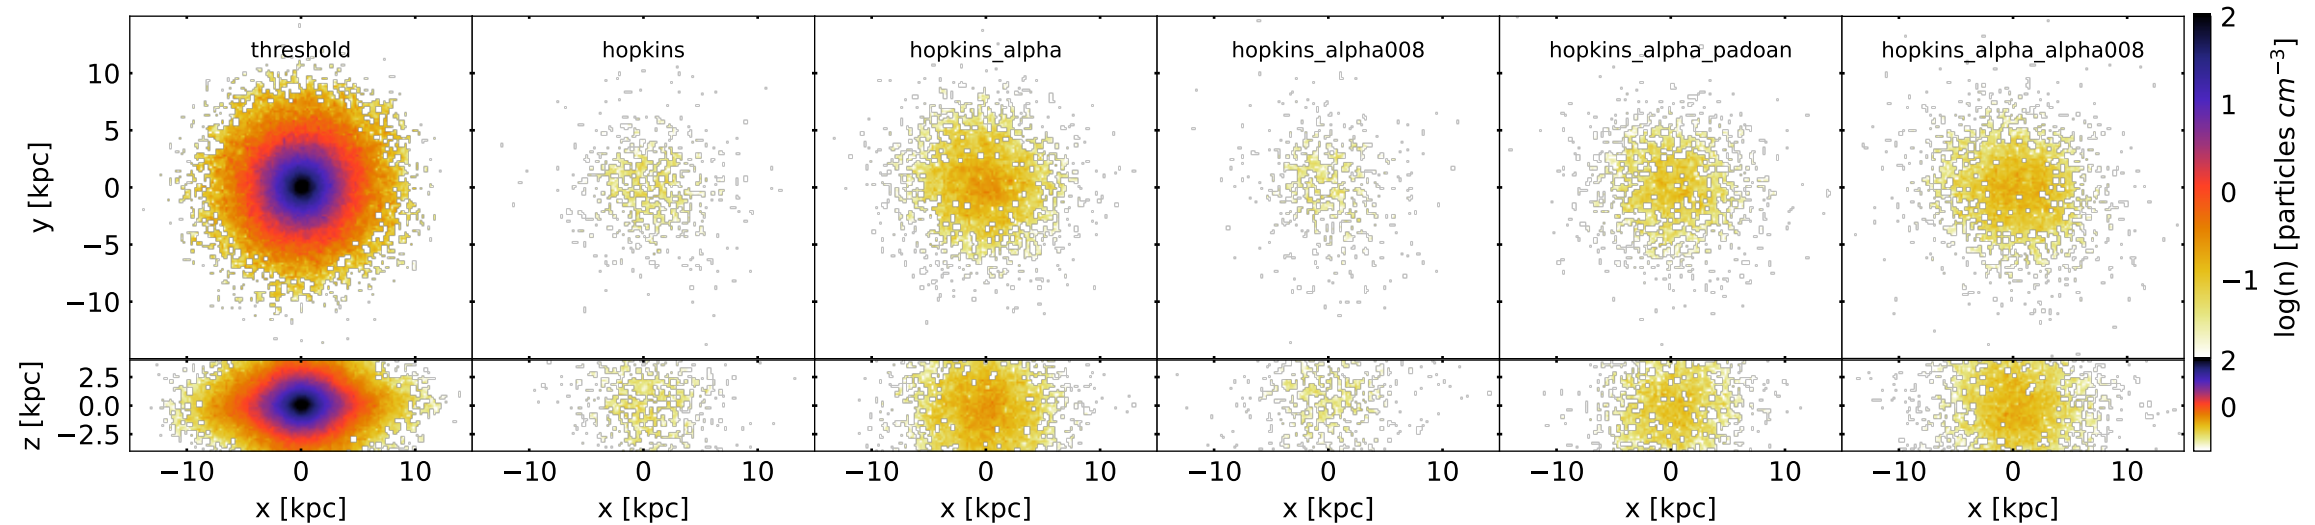 threshold
hopkins
hopkins_alpha
hopkins_alpha008
hopkins_alpha_padoan
hopkins_alpha_alpha008
10
5
0
−5
−10
y [kpc]
2
1
0
−1
log(n) [particles cm⁻³]
2.5
0.0
−2.5
z [kpc]
2
0
−10 0 10
−10 0 10
−10 0 10
−10 0 10
−10 0 10
−10 0 10
x [kpc]
x [kpc]
x [kpc]
x [kpc]
x [kpc]
x [kpc]